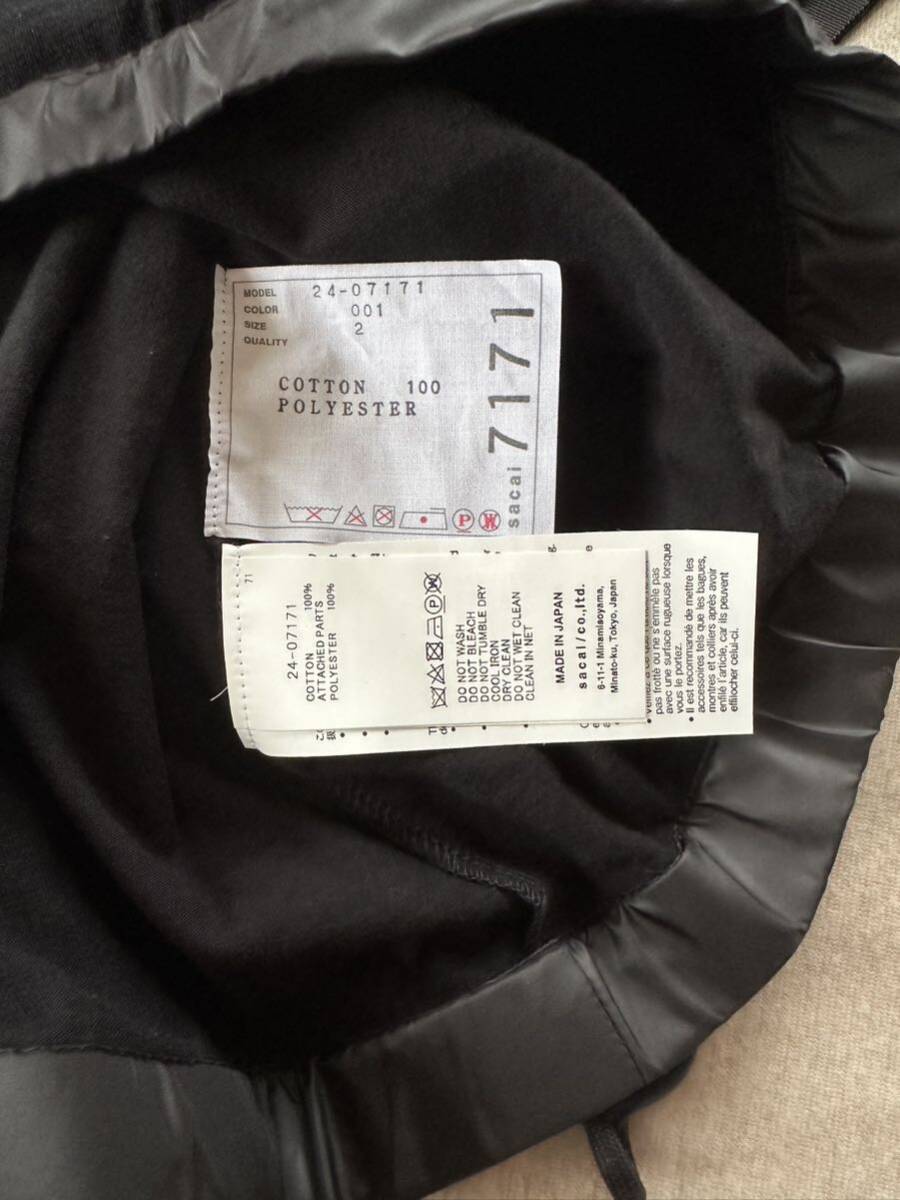 MODEL 24-07171
COLOR 001
SIZE 2
QUALITY
COTTON 100
POLYESTER
sacai 7171
P W
71
24-07171
COTTON 100%
ATTACHED PARTS
POLYESTER 100%
P W
DO NOT WASH
DO NOT BLEACH
DO NOT TUMBLE DRY
COOL IRON
DRY CLEAN
DO NOT WET CLEAN
CLEAN IN NET
MADE IN JAPAN
sacai/co.,ltd.
6-11-1 Minamiaoyama,
Minato-ku, Tokyo, Japan
pas frotté ou ne s'emmêle pas
avec une surface rugueuse lorsque
vous le portez.
• Il est recommandé de mettre les
accessoires tels que les bagues,
montres et colliers après avoir
enfilé l'article, car ils peuvent
effilocher celui-ci.